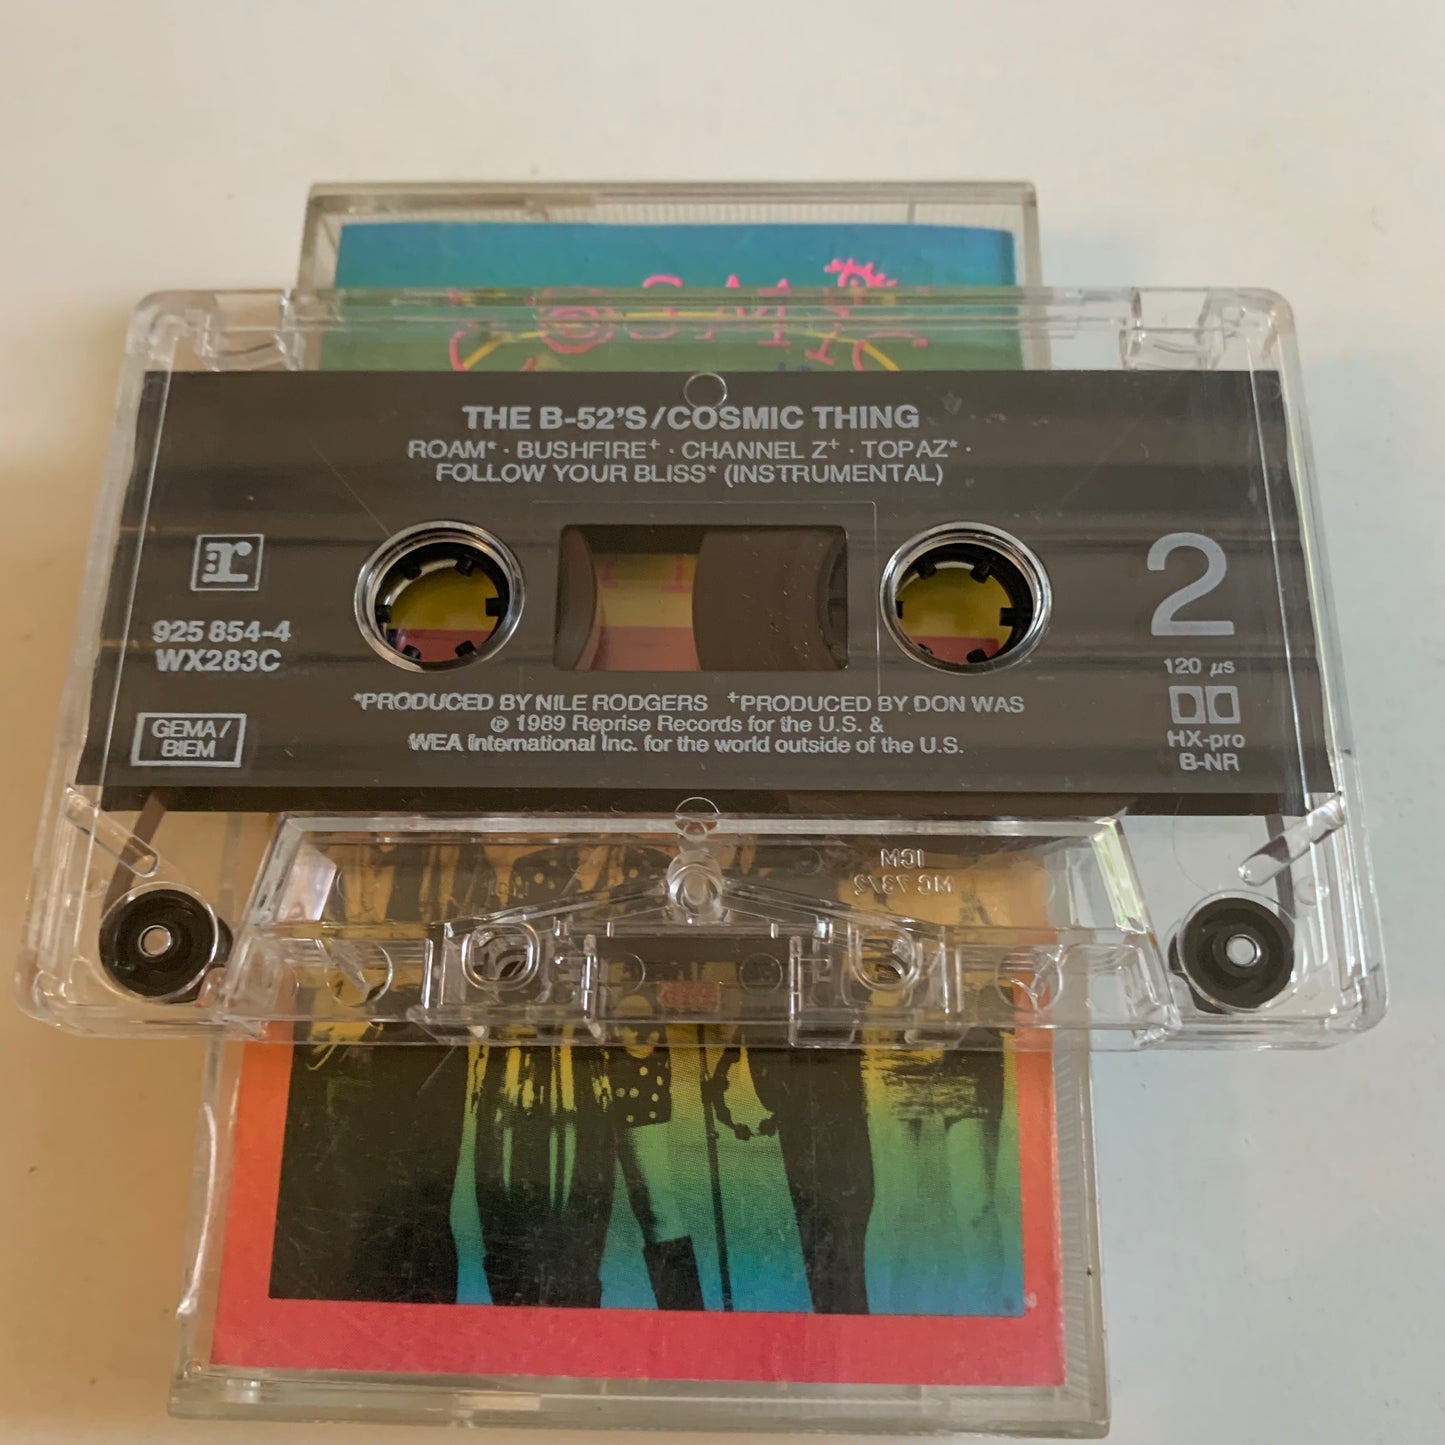 THE B-52'S/COSMIC THING
ROAM* · BUSHFIRE+ · CHANNEL Z+ · TOPAZ* ·
FOLLOW YOUR BLISS* (INSTRUMENTAL)
r
925 854-4
WX283C
GEMA/
BIEM
2
120 µs
HX-pro
B-NR
*PRODUCED BY NILE RODGERS +PRODUCED BY DON WAS
℗ 1989 Reprise Records for the U.S. &
WEA International Inc. for the world outside of the U.S.
ICM